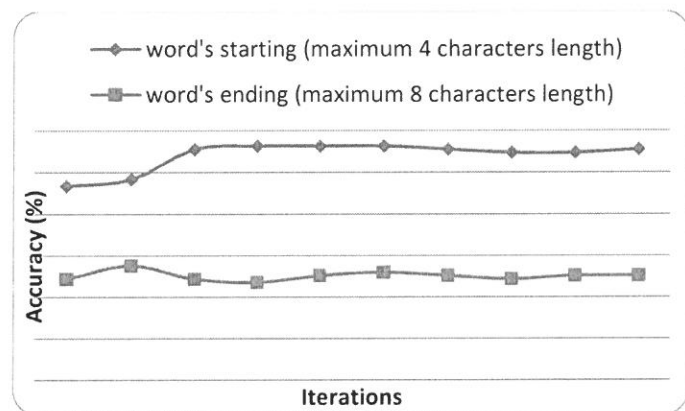 word's starting (maximum 4 characters length)
word's ending (maximum 8 characters length)
Accuracy (%)
Iterations